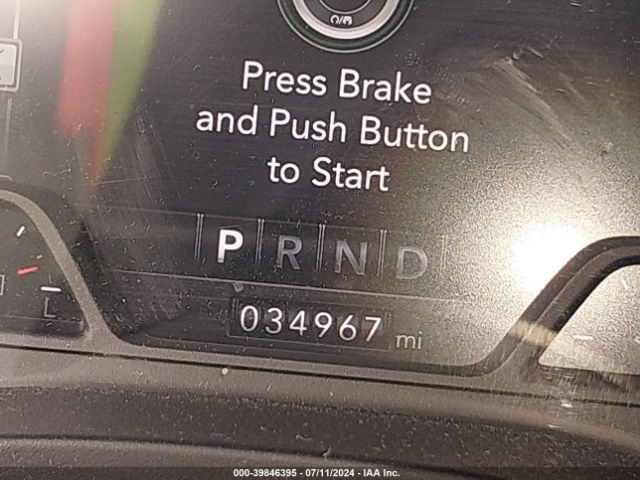 Press Brake
and Push Button
to Start
P R N D
034967 mi
L
000-39846395 - 07/11/2024 - IAA Inc.